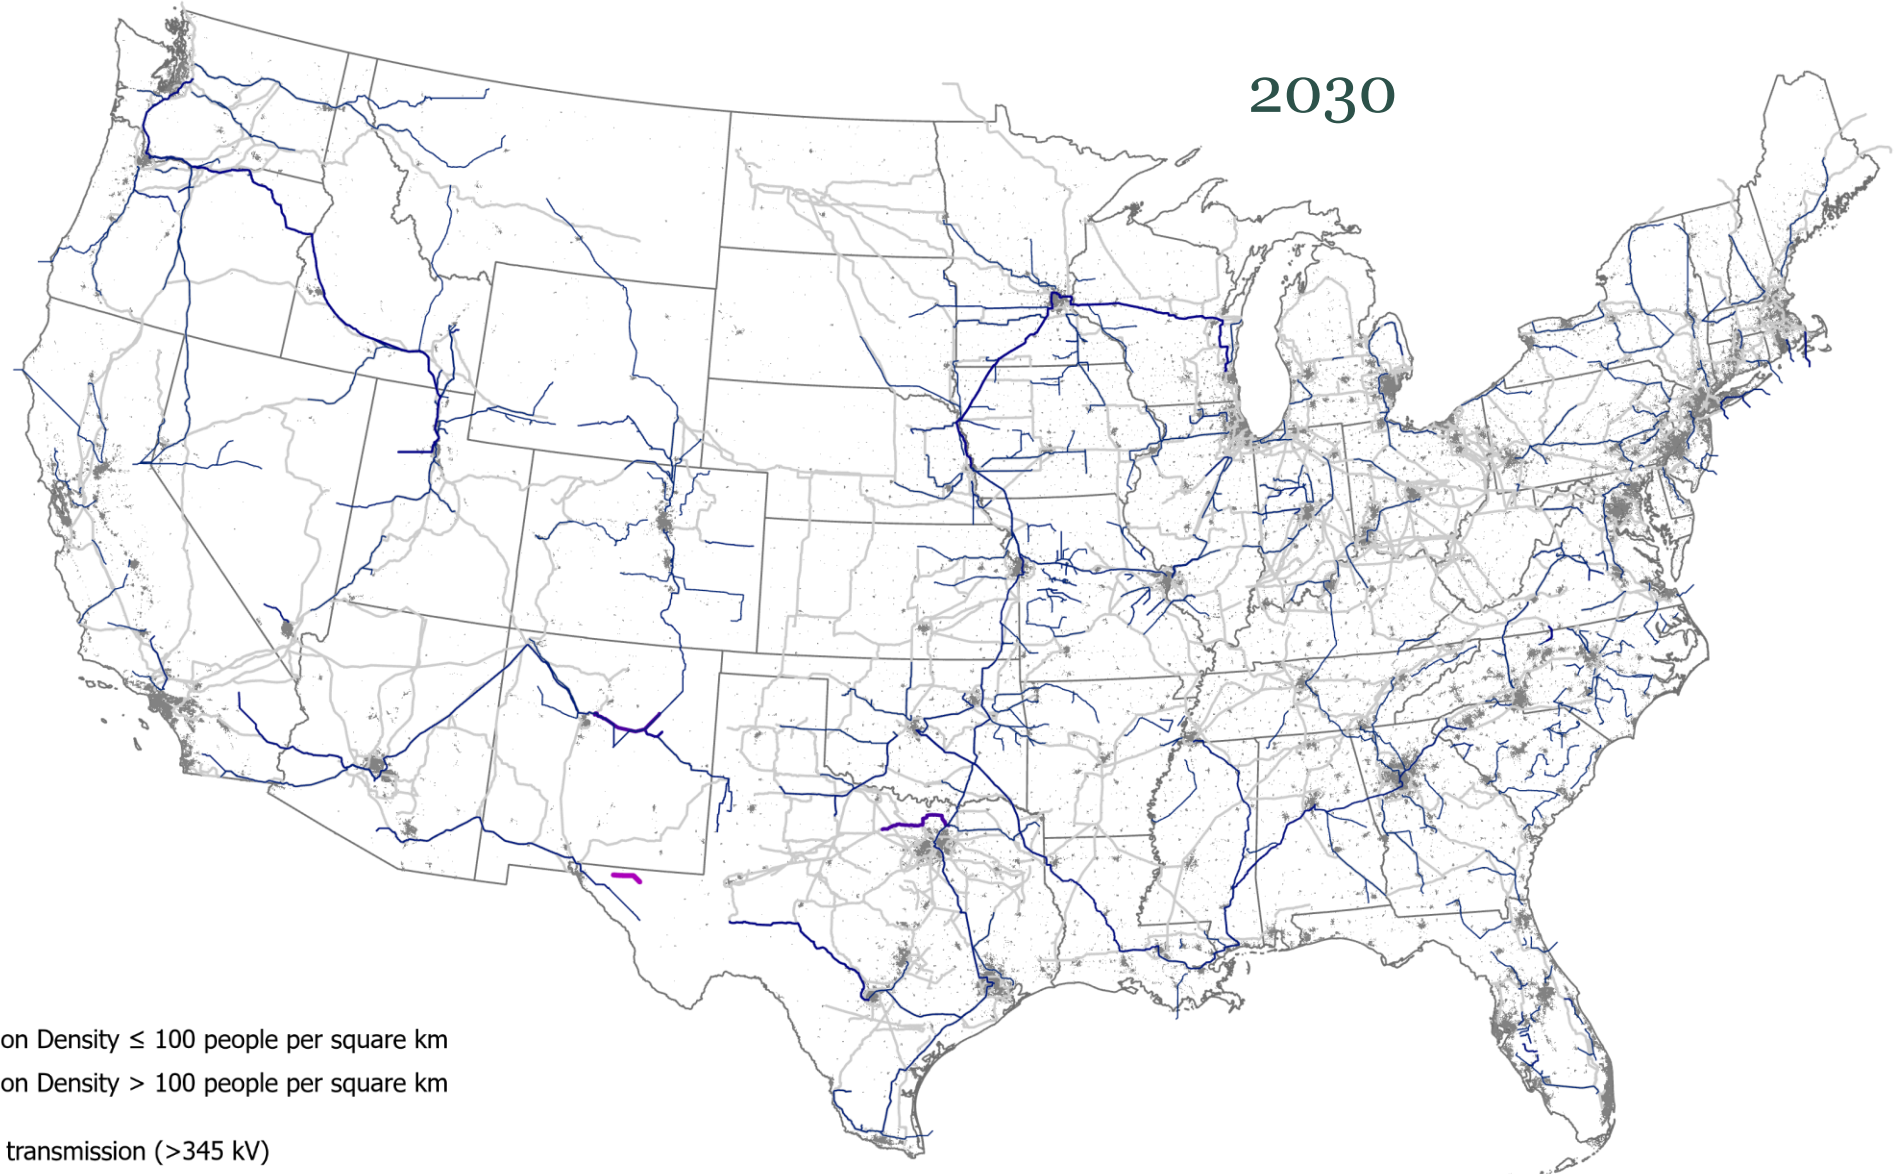 2030
on Density ≤ 100 people per square km
on Density > 100 people per square km
transmission (>345 kV)